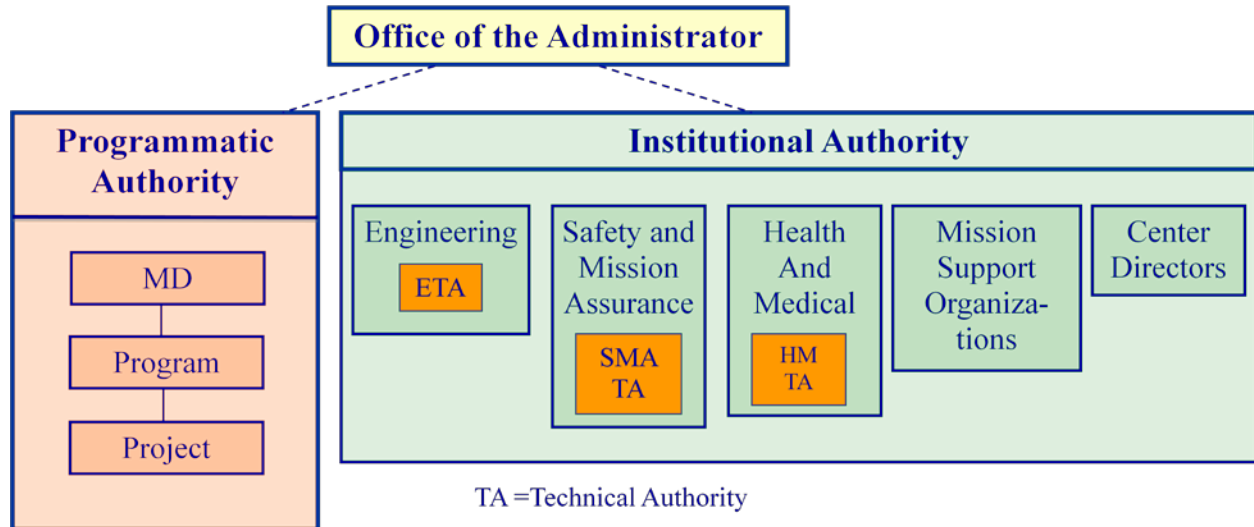 Office of the Administrator
Programmatic
Authority
MD
Program
Project
Institutional Authority
Engineering
ETA
Safety and
Mission
Assurance
SMA
TA
Health
And
Medical
HM
TA
Mission
Support
Organiza-
tions
Center
Directors
TA =Technical Authority